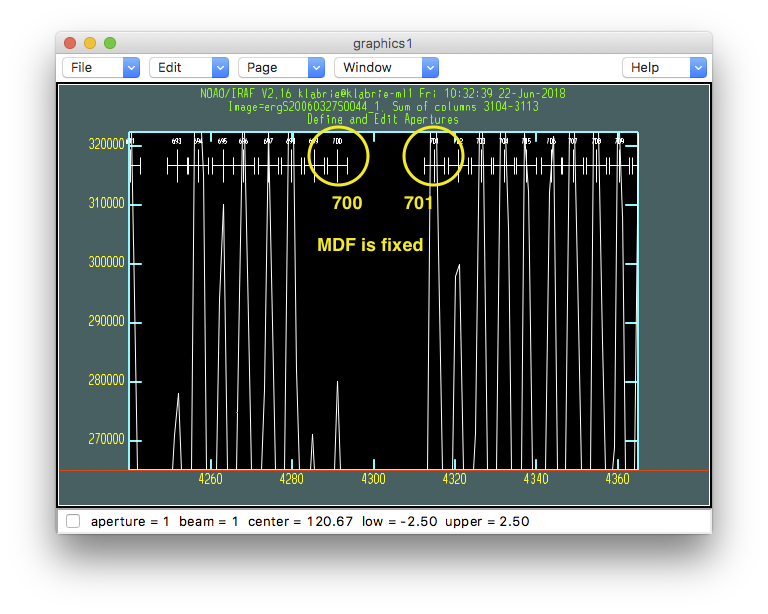 graphics1
File Edit Page Window Help
NOAO/IRAF V2.16 klabrie@klabrie-ml1 Fri 10:32:39 22-Jun-2018
Image=ergS20060327S0044_1, Sum of columns 3104-3113
Define and Edit Apertures
693 694 695 696 697 698 699 700 703 704 705 706 707 708 709
320000
310000
300000
290000
280000
270000
700 701
MDF is fixed
4260 4280 4300 4320 4340 4360
aperture = 1 beam = 1 center = 120.67 low = -2.50 upper = 2.50